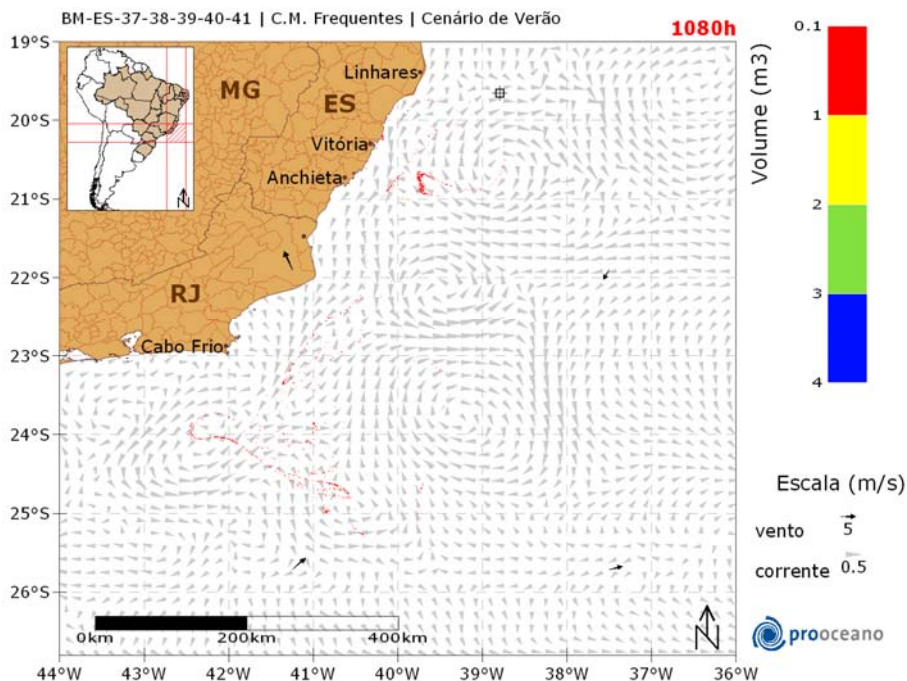 BM-ES-37-38-39-40-41 | C.M. Frequentes | Cenário de Verão
1080h
19°S
20°S
21°S
22°S
23°S
24°S
25°S
26°S
MG
ES
RJ
Linhares
Vitória
Anchieta
Cabo Frio
N
0km
200km
400km
N
44°W
43°W
42°W
41°W
40°W
39°W
38°W
37°W
36°W
Volume (m3)
0.1
1
2
3
4
Escala (m/s)
vento 5
corrente 0.5
prooceano